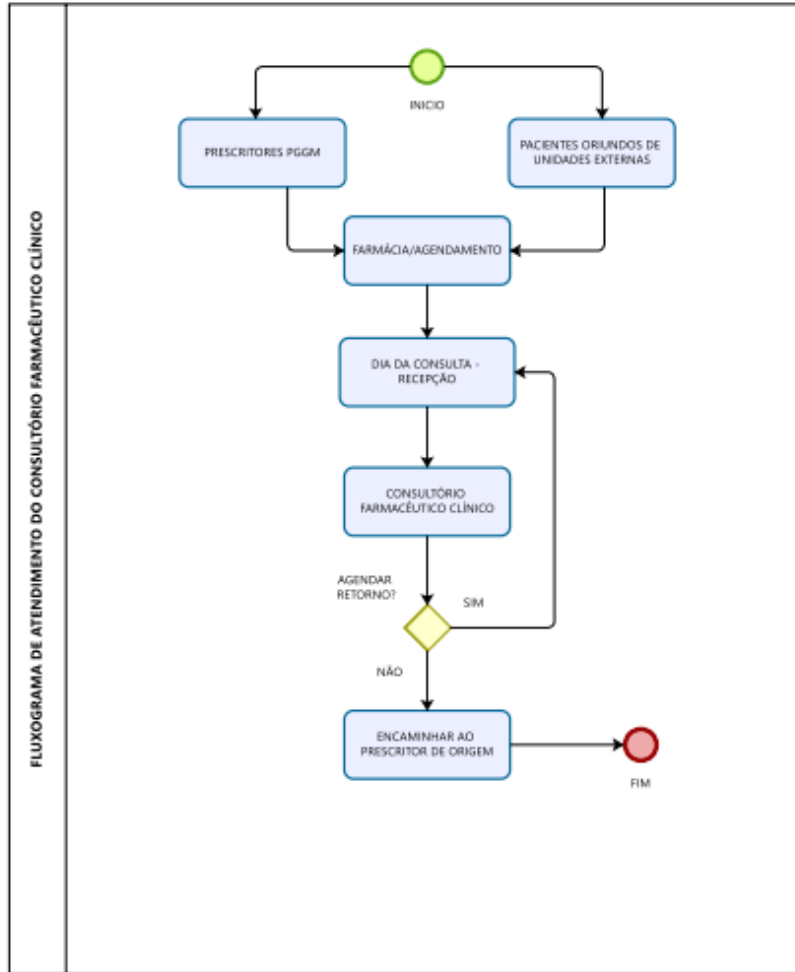 FLUXOGRAMA DE ATENDIMENTO DO CONSULTÓRIO FARMACÊUTICO CLÍNICO
INICIO
PRESCRITORES PGGM
PACIENTES ORIUNDOS DE
UNIDADES EXTERNAS
FARMÁCIA/AGENDAMENTO
DIA DA CONSULTA -
RECEPÇÃO
CONSULTÓRIO
FARMACÊUTICO CLÍNICO
AGENDAR
RETORNO?
SIM
NÃO
ENCAMINHAR AO
PRESCRITOR DE ORIGEM
FIM